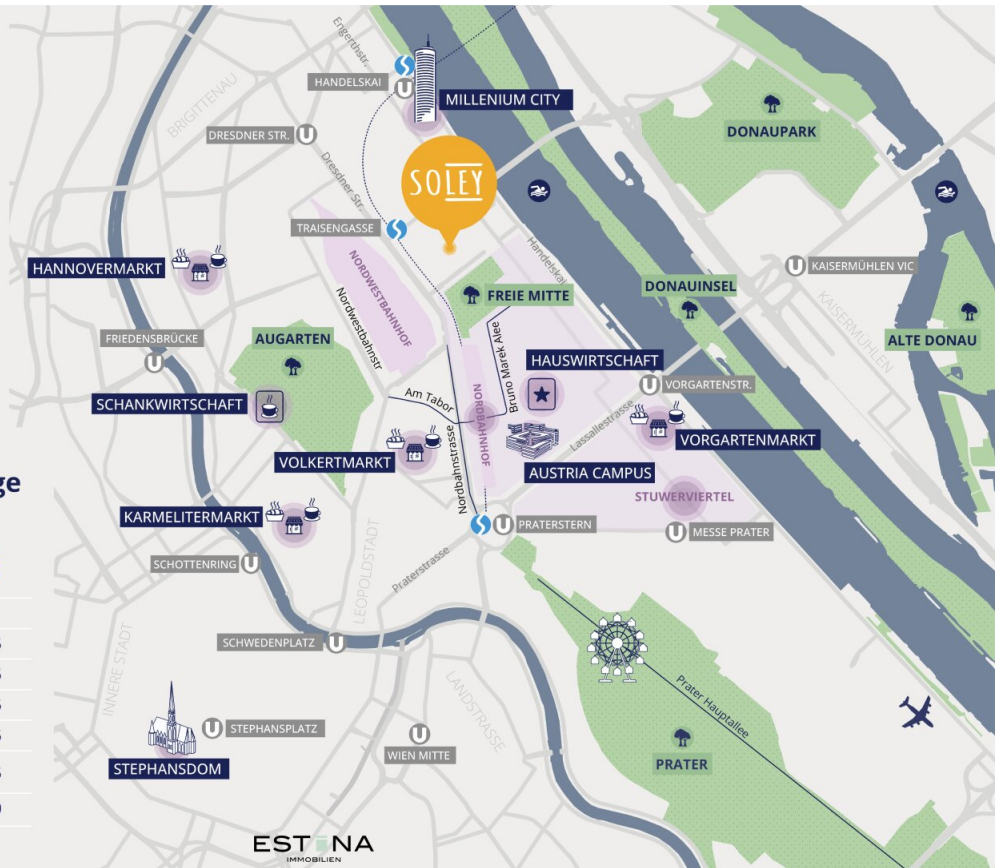 Engerthstr.
HANDELSKAI
MILLENIUM CITY
BRIGITTENAU
DRESDNER STR.
DONAUPARK
Dresdner Str.
SOLEY
TRAISENGASSE
HANNOVERMARKT
NORDWESTBAHNHOF
Handelskai
KAISERMÜHLEN VIC
FREIE MITTE
DONAUINSEL
KAISERMÜHLEN
Nordwestbahnstr
FRIEDENSBRÜCKE
AUGARTEN
ALTE DONAU
Bruno Marek Alee
HAUSWIRTSCHAFT
VORGARTENSTR.
SCHANKWIRTSCHAFT
Am Tabor
NORDBAHNHOF
Lassallestrasse
VORGARTENMARKT
VOLKERTMARKT
Nordbahnstrasse
AUSTRIA CAMPUS
ge
STUWERVIERTEL
KARMELITERMARKT
PRATERSTERN
MESSE PRATER
SCHOTTENRING
LEOPOLDSTADT
Praterstrasse
SCHWEDENPLATZ
INNERE STADT
LANDSTRASSE
Prater Hauptallee
STEPHANSPLATZ
WIEN MITTE
STEPHANSDOM
PRATER
ESTINA
IMMOBILIEN